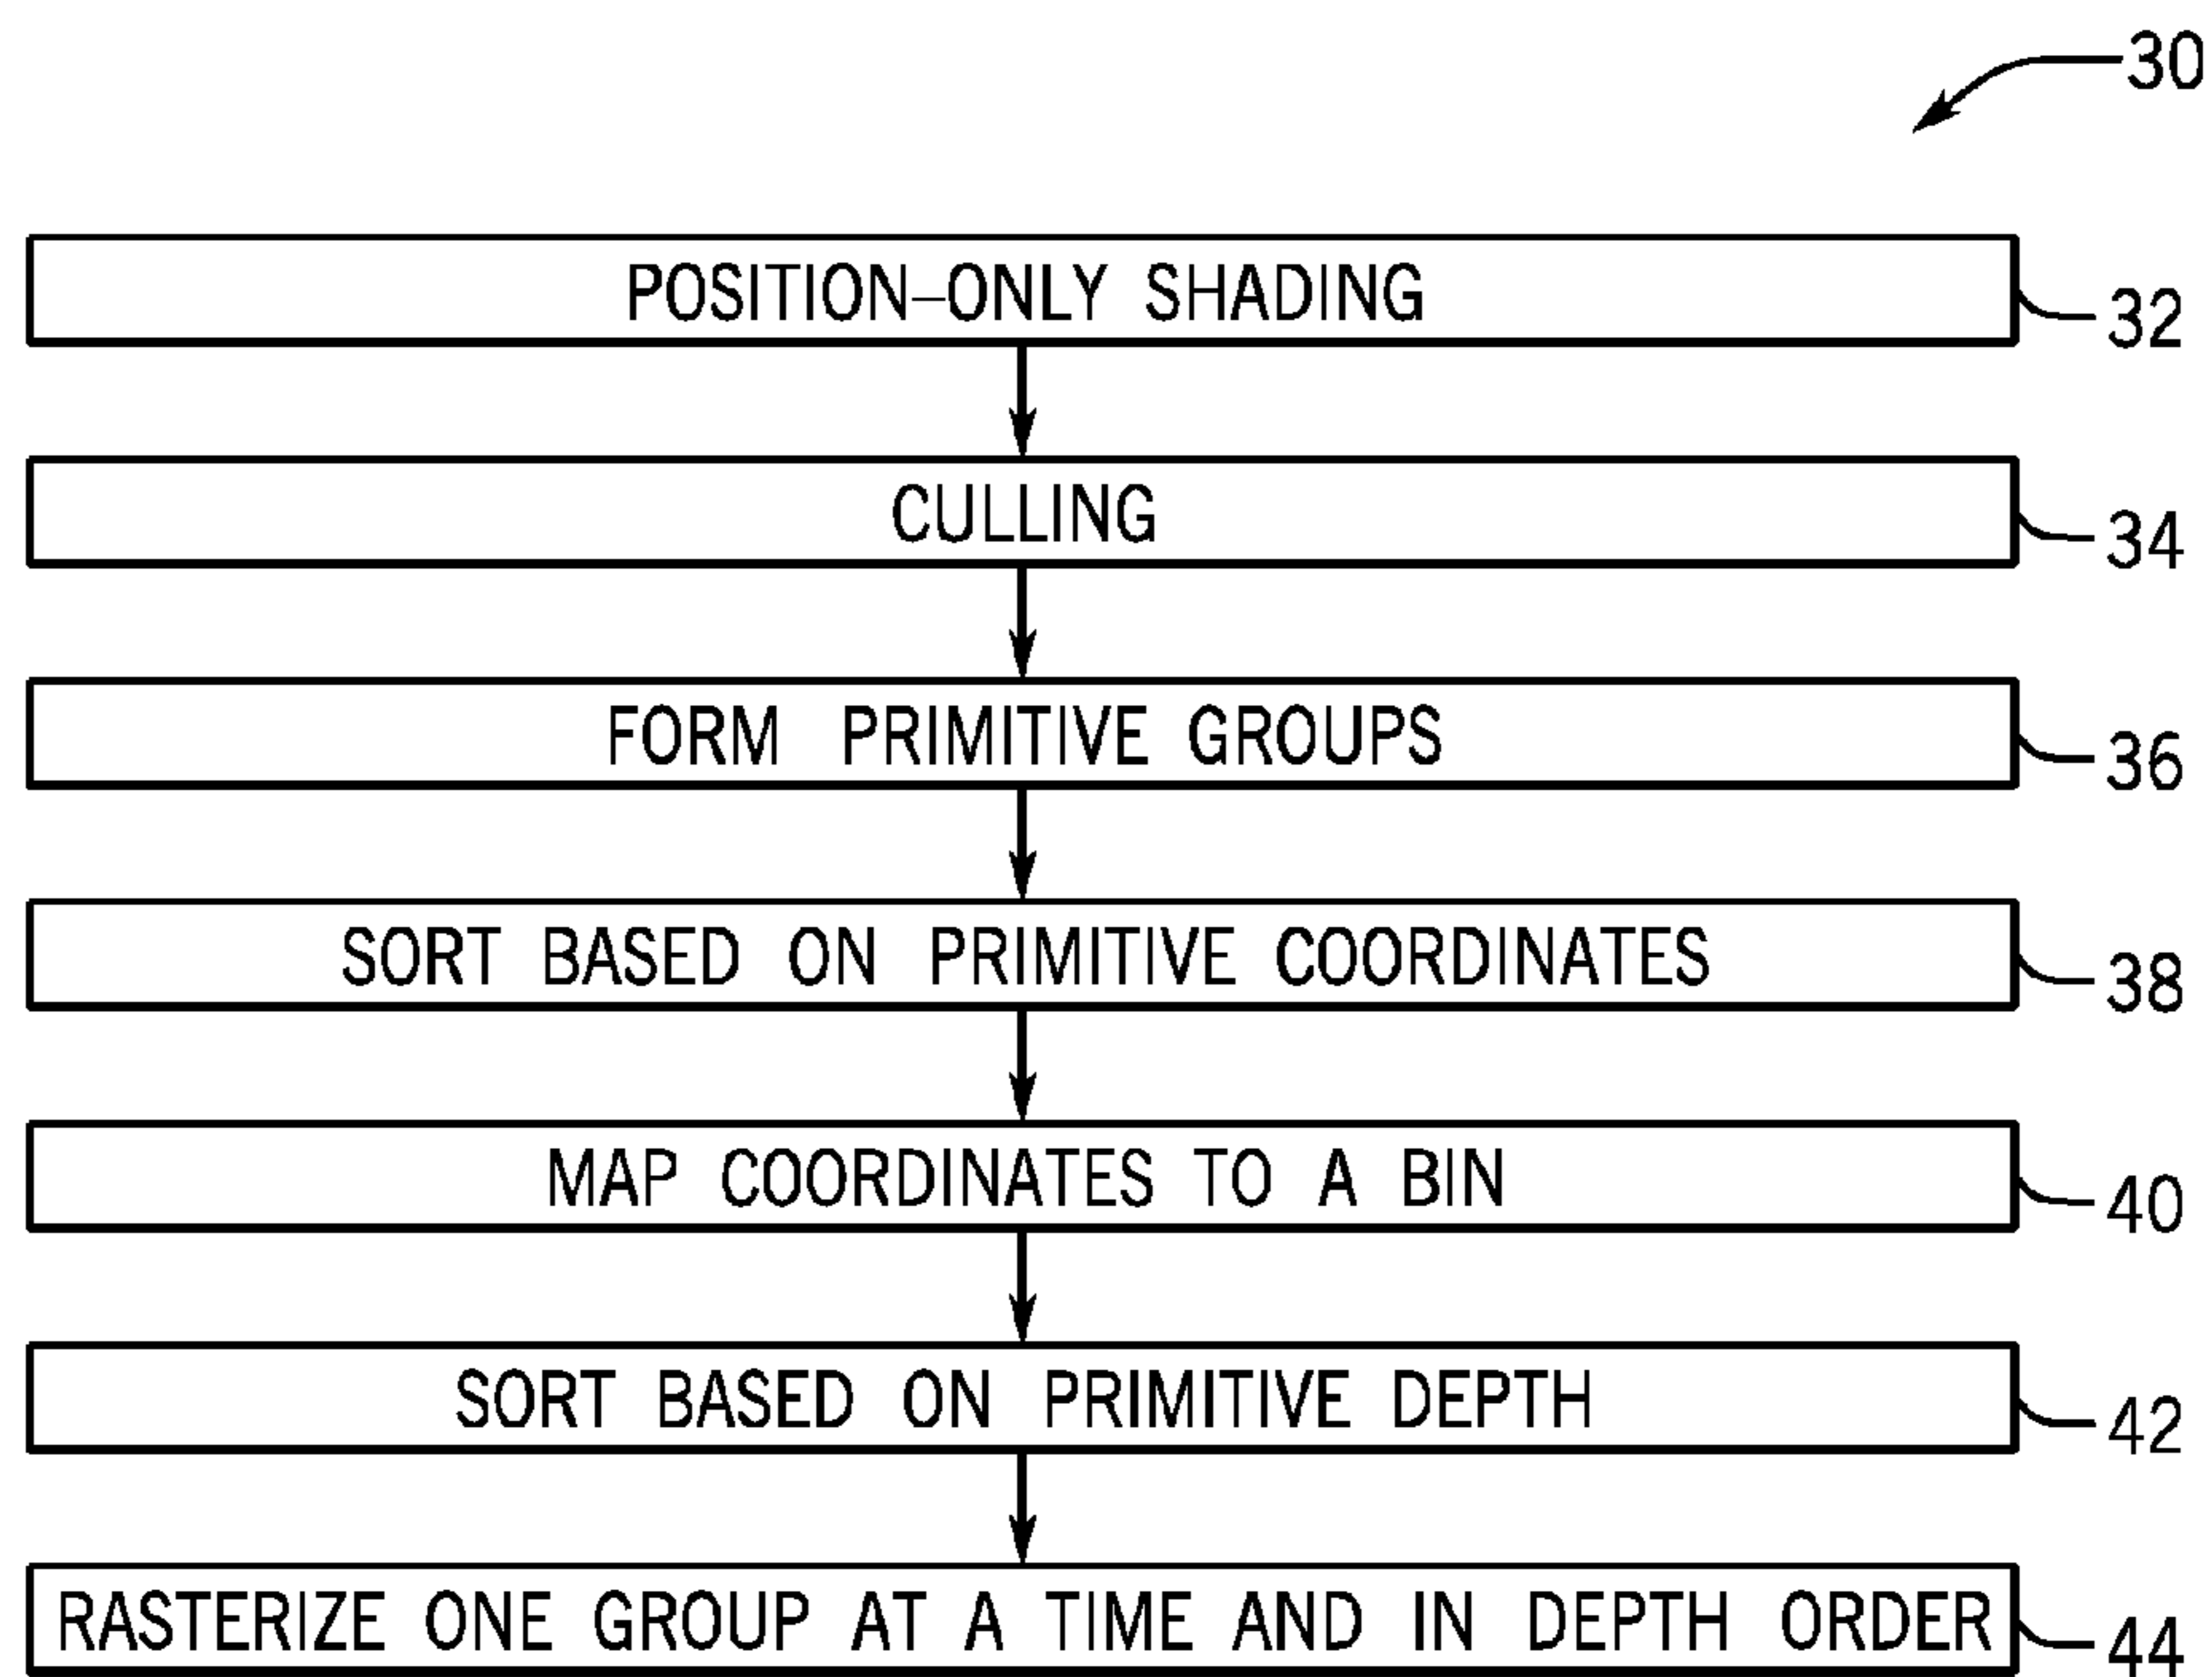 30
POSITION-ONLY SHADING
32
CULLING
34
FORM PRIMITIVE GROUPS
36
SORT BASED ON PRIMITIVE COORDINATES
38
MAP COORDINATES TO A BIN
40
SORT BASED ON PRIMITIVE DEPTH
42
RASTERIZE ONE GROUP AT A TIME AND IN DEPTH ORDER
44